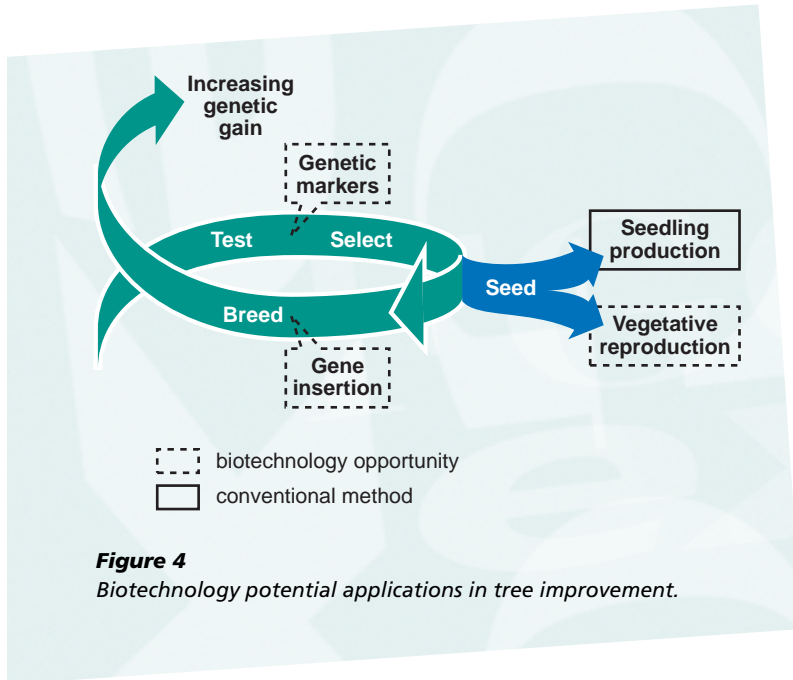 Increasing
genetic
gain
Genetic
markers
Test
Select
Seedling
production
Seed
Breed
Vegetative
reproduction
Gene
insertion
biotechnology opportunity
conventional method
Figure 4
Biotechnology potential applications in tree improvement.